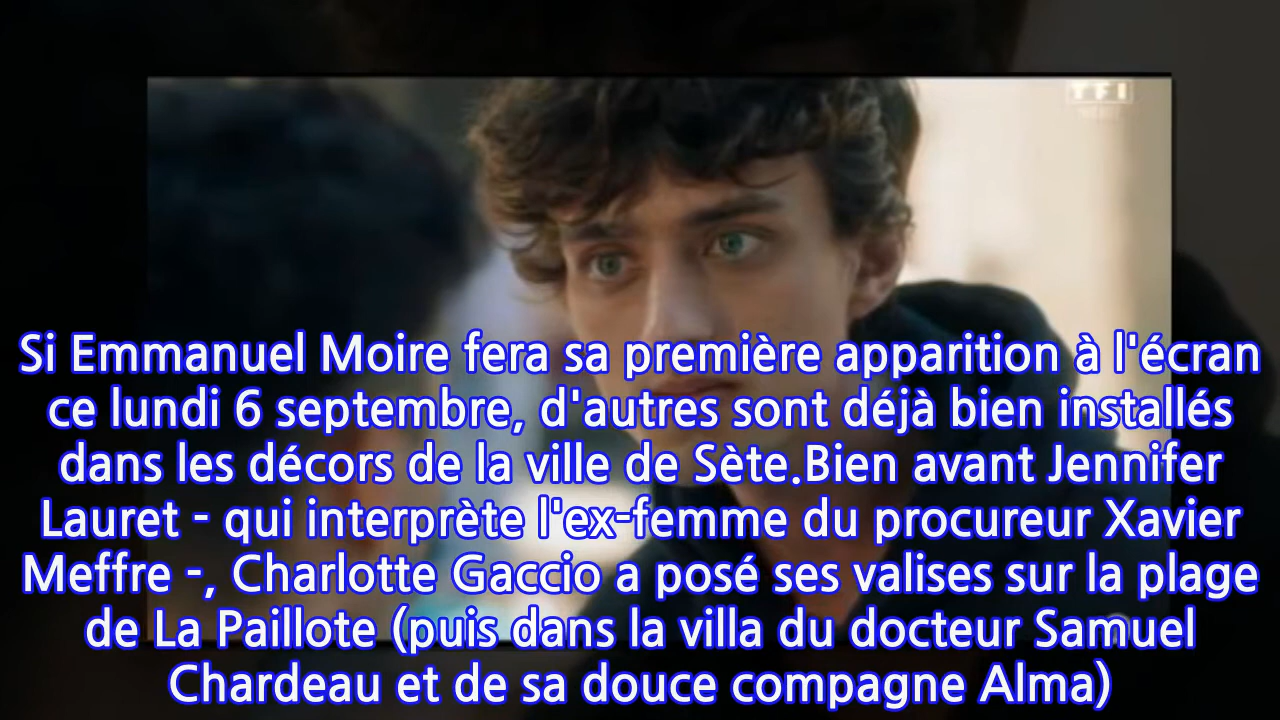 TF1
Si Emmanuel Moire fera sa première apparition à l'écran
ce lundi 6 septembre, d'autres sont déjà bien installés
dans les décors de la ville de Sète.Bien avant Jennifer
Lauret - qui interprète l'ex-femme du procureur Xavier
Meffre -, Charlotte Gaccio a posé ses valises sur la plage
de La Paillote (puis dans la villa du docteur Samuel
Chardeau et de sa douce compagne Alma)